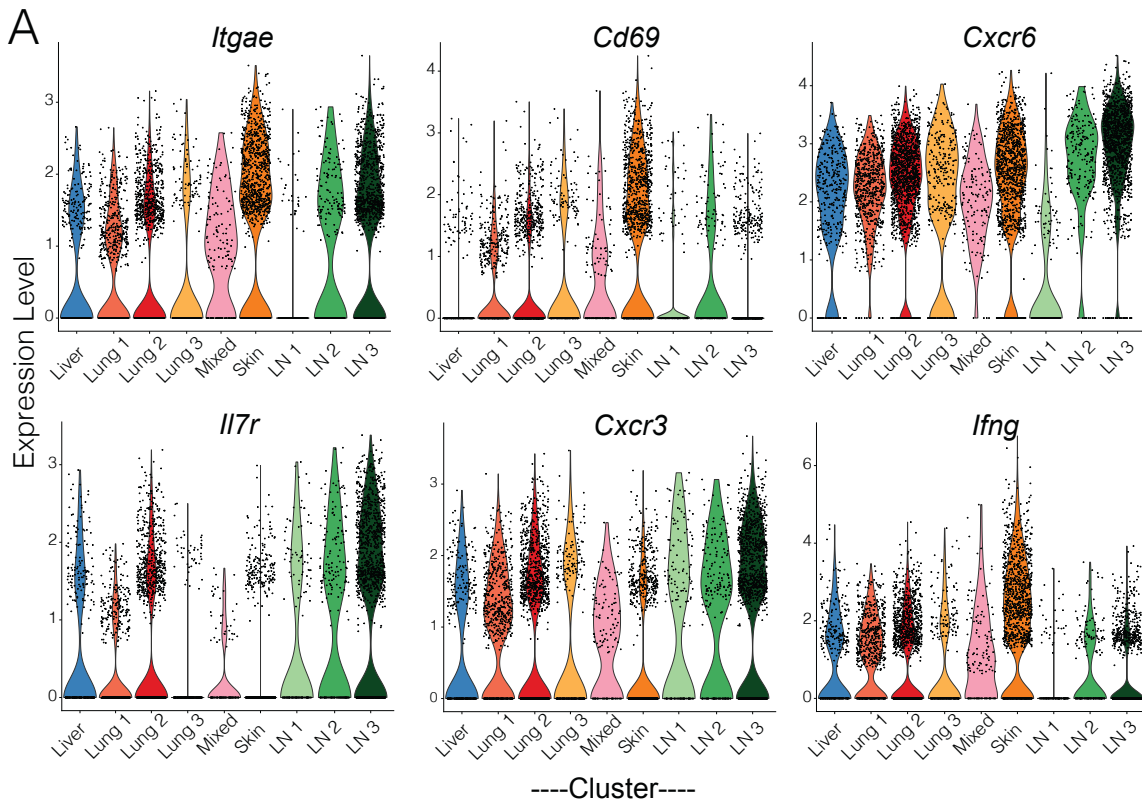 A
Itgae
Cd69
Cxcr6
Expression Level
3
2
1
0
4
3
2
1
0
4
3
2
1
0
Liver Lung 1 Lung 2 Lung 3 Mixed Skin LN 1 LN 2 LN 3
Liver Lung 1 Lung 2 Lung 3 Mixed Skin LN 1 LN 2 LN 3
Liver Lung 1 Lung 2 Lung 3 Mixed Skin LN 1 LN 2 LN 3
Il7r
Cxcr3
Ifng
3
2
1
0
3
2
1
0
6
4
2
0
Liver Lung 1 Lung 2 Lung 3 Mixed Skin LN 1 LN 2 LN 3
Liver Lung 1 Lung 2 Lung 3 Mixed Skin LN 1 LN 2 LN 3
Liver Lung 1 Lung 2 Lung 3 Mixed Skin LN 1 LN 2 LN 3
----Cluster----